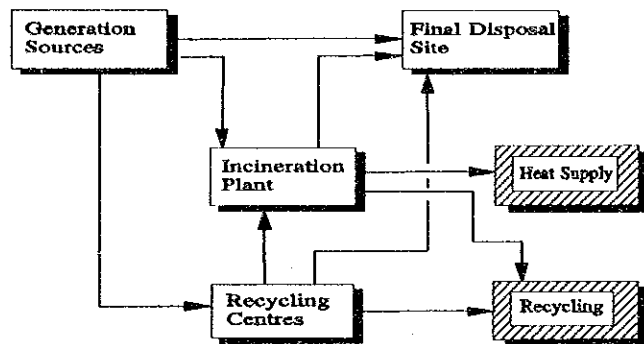 Generation
Sources
Final Disposal
Site
Incineration
Plant
Heat Supply
Recycling
Centres
Recycling